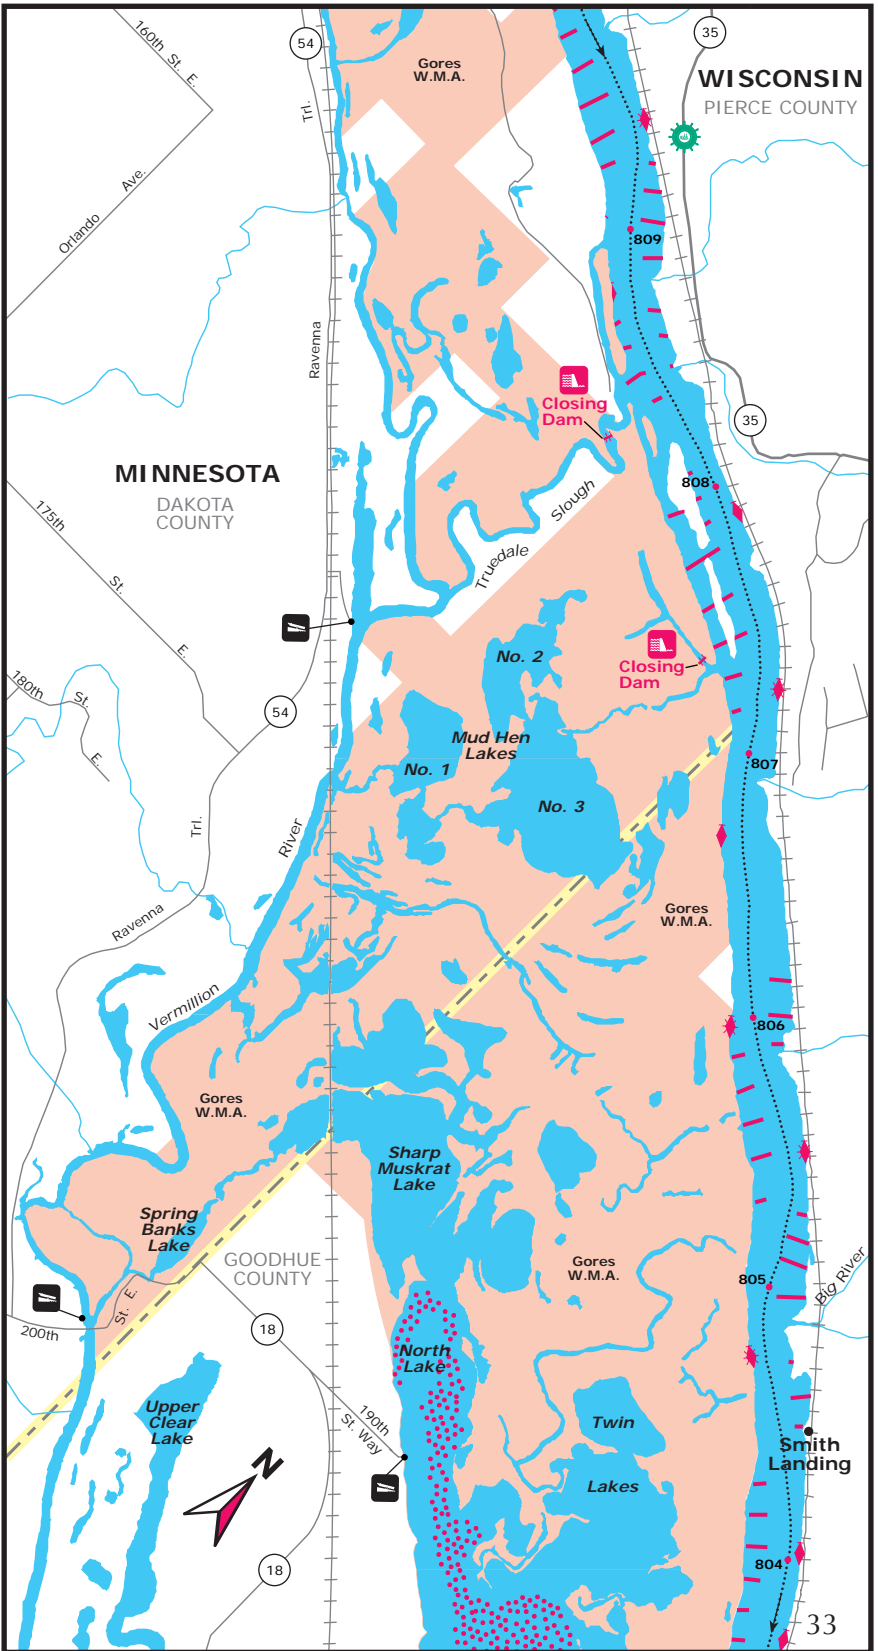 160th St. E.
54
Gores
W.M.A.
35
WISCONSIN
PIERCE COUNTY
Trl.
Orlando Ave.
809
Ravenna
Closing
Dam
35
MINNESOTA
DAKOTA
COUNTY
808
175th St. E.
Truedale Slough
No. 2
Closing
Dam
180th St. E.
54
Mud Hen
Lakes
No. 1
807
No. 3
Trl.
River
Ravenna
Gores
W.M.A.
Vermillion
806
Gores
W.M.A.
Sharp
Muskrat
Lake
Spring
Banks
Lake
GOODHUE
COUNTY
Gores
W.M.A.
Big River
805
200th St. E.
18
North
Lake
190th
St. Way
Upper
Clear
Lake
Twin
Lakes
Smith
Landing
N
18
804
33